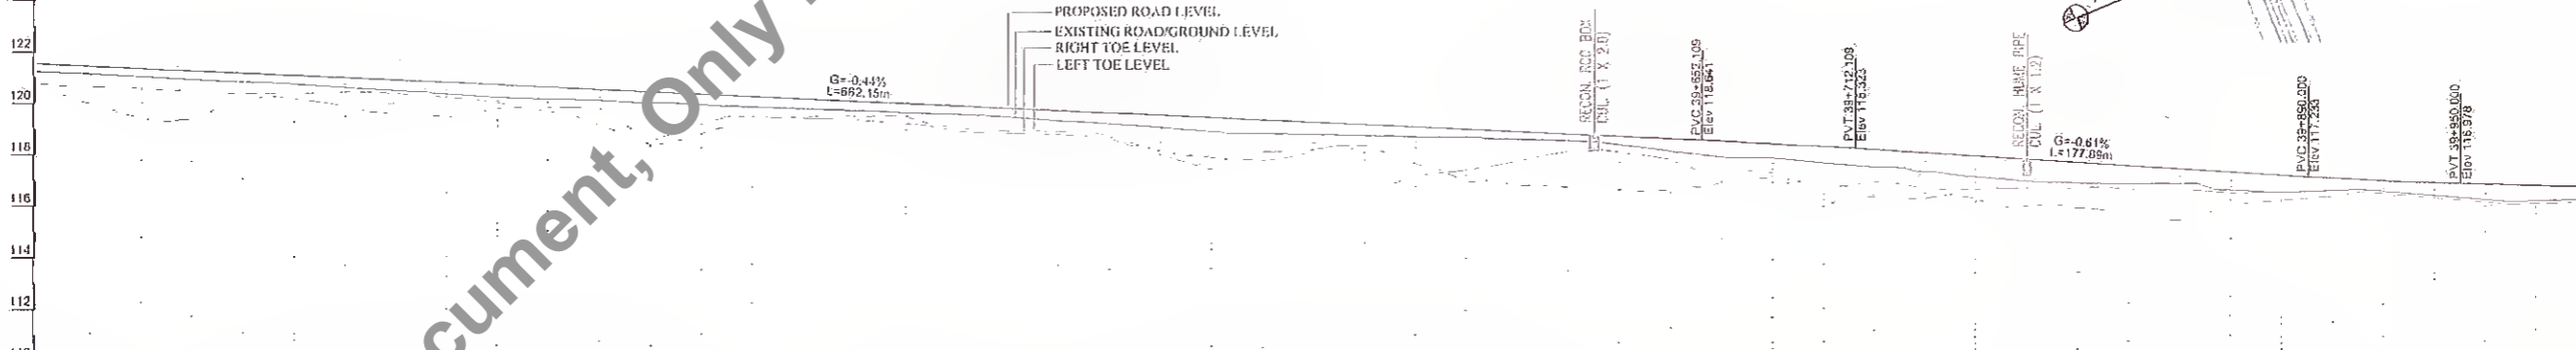 PROPOSED ROAD LEVEL
EXISTING ROAD/GROUND LEVEL
RIGHT TOE LEVEL
LEFT TOE LEVEL
122
120
118
116
114
112
G=-0.44%
L=662.15m
RECON. RCC BOX
CUL. (1 X 2.0)
PVC 39+652.109
Elev 118.641
PVT 39+712.109
Elev 118.323
RECON. HUME PIPE
CUL. (1 X 1.2)
G=-0.61%
L=177.89m
PVC 39+890.000
Elev 117.233
PVT 39+950.000
Elev 116.978
cument, Only